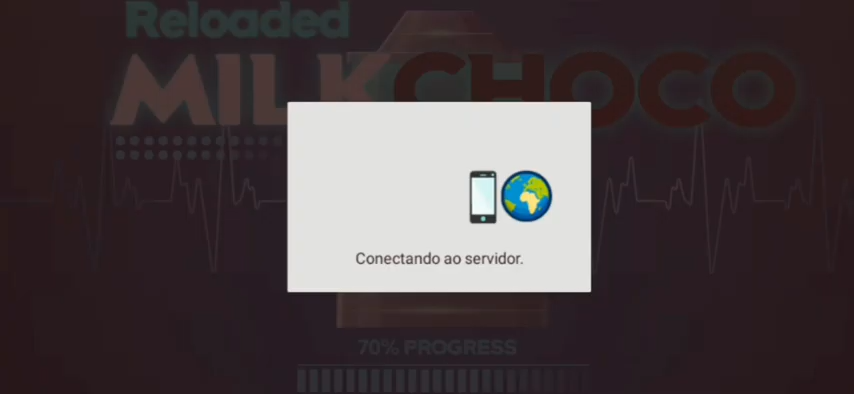 Reloaded
MILKCHOCO
Conectando ao servidor.
70% PROGRESS